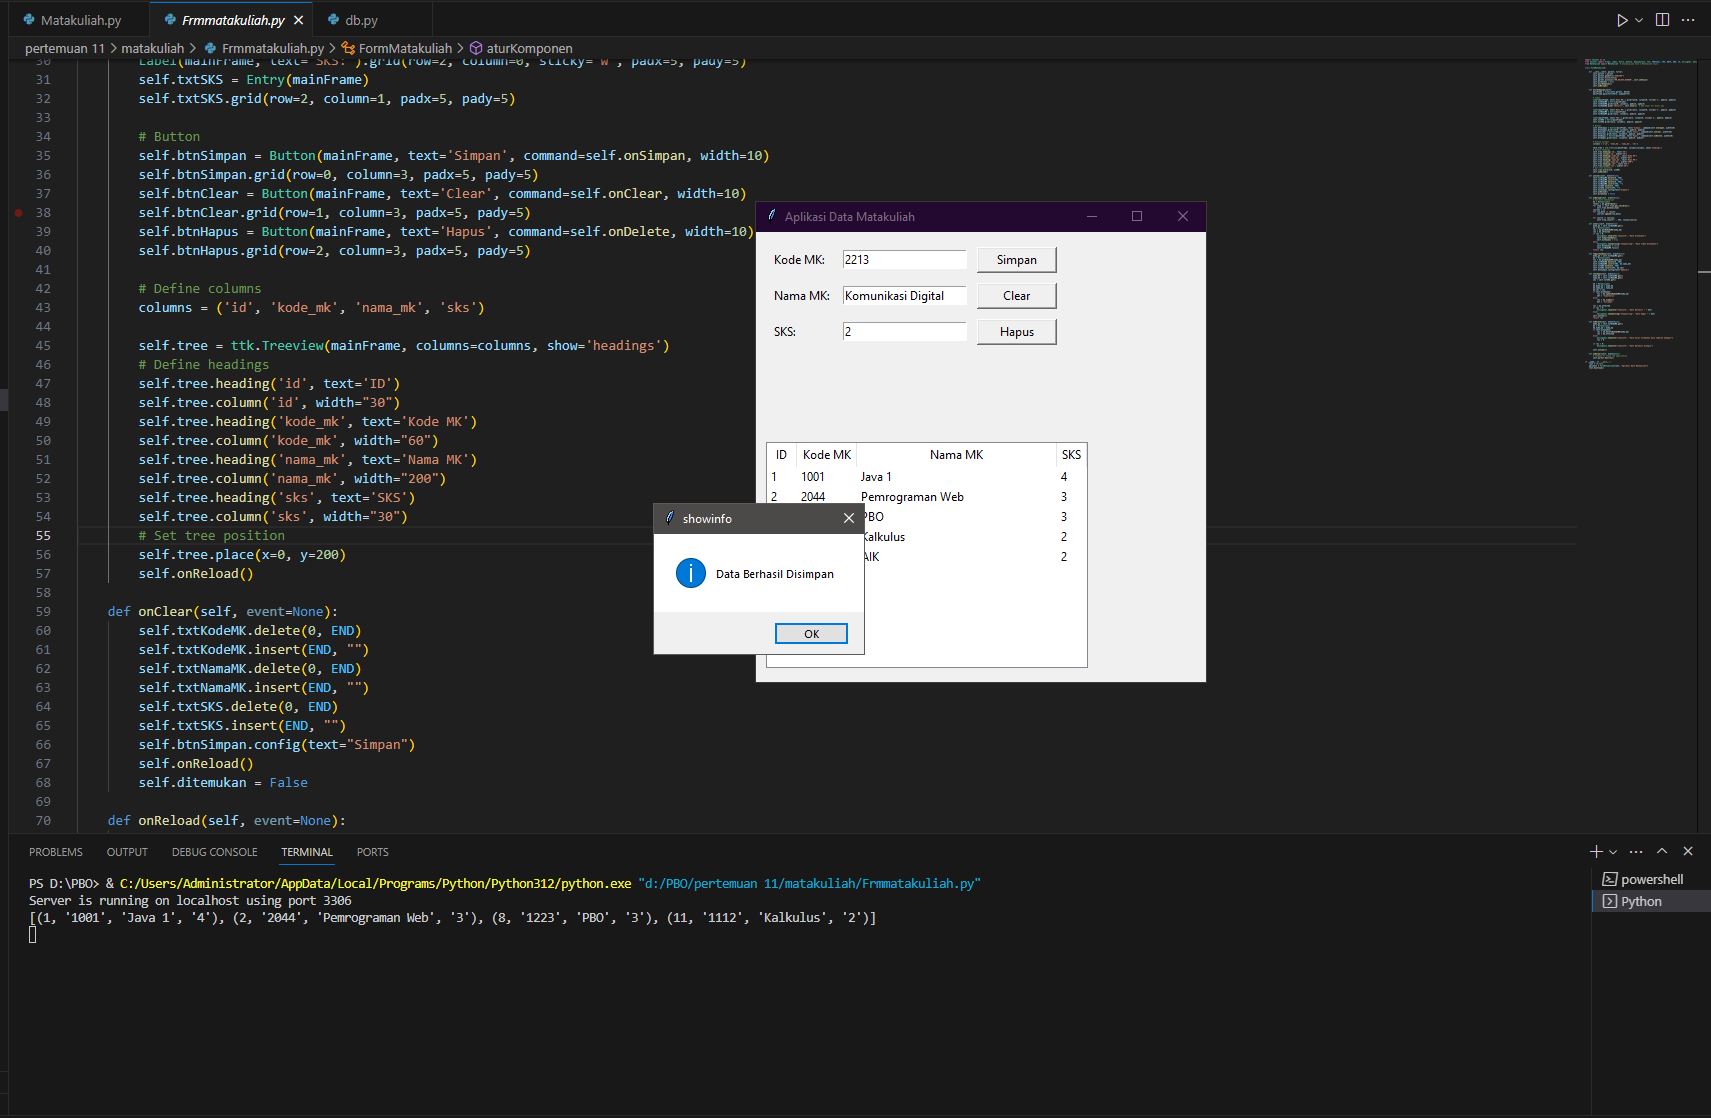 Matakuliah.py
Frmmatakuliah.py
db.py
pertemuan 11 > matakuliah > Frmmatakuliah.py > FormMatakuliah > aturKomponen
30 Label(mainFrame, text="SKS:").grid(row=2, column=0, sticky="W", padx=5, pady=5)
31 self.txtSKS = Entry(mainFrame)
32 self.txtSKS.grid(row=2, column=1, padx=5, pady=5)
33
34 # Button
35 self.btnSimpan = Button(mainFrame, text='Simpan', command=self.onSimpan, width=10)
36 self.btnSimpan.grid(row=0, column=3, padx=5, pady=5)
37 self.btnClear = Button(mainFrame, text='Clear', command=self.onClear, width=10)
38 self.btnClear.grid(row=1, column=3, padx=5, pady=5)
39 self.btnHapus = Button(mainFrame, text='Hapus', command=self.onDelete, width=10)
40 self.btnHapus.grid(row=2, column=3, padx=5, pady=5)
41
42 # Define columns
43 columns = ('id', 'kode_mk', 'nama_mk', 'sks')
44
45 self.tree = ttk.Treeview(mainFrame, columns=columns, show='headings')
46 # Define headings
47 self.tree.heading('id', text='ID')
48 self.tree.column('id', width="30")
49 self.tree.heading('kode_mk', text='Kode MK')
50 self.tree.column('kode_mk', width="60")
51 self.tree.heading('nama_mk', text='Nama MK')
52 self.tree.column('nama_mk', width="200")
53 self.tree.heading('sks', text='SKS')
54 self.tree.column('sks', width="30")
55 # Set tree position
56 self.tree.place(x=0, y=200)
57 self.onReload()
58
59 def onClear(self, event=None):
60 self.txtKodeMK.delete(0, END)
61 self.txtKodeMK.insert(END, "")
62 self.txtNamaMK.delete(0, END)
63 self.txtNamaMK.insert(END, "")
64 self.txtSKS.delete(0, END)
65 self.txtSKS.insert(END, "")
66 self.btnSimpan.config(text="Simpan")
67 self.onReload()
68 self.ditemukan = False
69
70 def onReload(self, event=None):
Aplikasi Data Matakuliah
Kode MK: 2213 Simpan
Nama MK: Komunikasi Digital Clear
SKS: 2 Hapus
ID Kode MK Nama MK SKS
1 1001 Java 1 4
2 2044 Pemrograman Web 3
PBO 3
Kalkulus 2
AIK 2
showinfo
Data Berhasil Disimpan
OK
PROBLEMS OUTPUT DEBUG CONSOLE TERMINAL PORTS
PS D:\PBO> & C:/Users/Administrator/AppData/Local/Programs/Python/Python312/python.exe "d:/PBO/pertemuan 11/matakuliah/Frmmatakuliah.py"
Server is running on localhost using port 3306
[(1, '1001', 'Java 1', '4'), (2, '2044', 'Pemrograman Web', '3'), (8, '1223', 'PBO', '3'), (11, '1112', 'Kalkulus', '2')]
powershell
Python